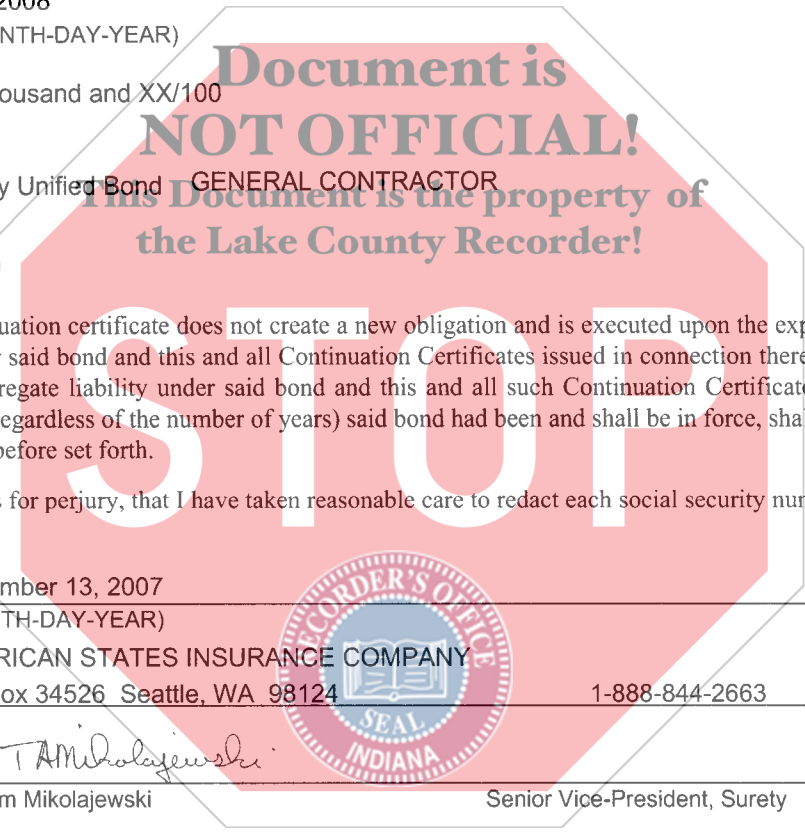 2008
NTH-DAY-YEAR)
Document is
ousand and XX/100
NOT OFFICIAL!
y Unified Bond GENERAL CONTRACTOR
This Document is the property of
the Lake County Recorder!
uation certificate does not create a new obligation and is executed upon the exp
said bond and this and all Continuation Certificates issued in connection there
regate liability under said bond and this and all such Continuation Certificat
egardless of the number of years) said bond had been and shall be in force, shal
before set forth.
STOP
s for perjury, that I have taken reasonable care to redact each social security nu
mber 13, 2007
TH-DAY-YEAR)
RECORDER'S OFFICE
RICAN STATES INSURANCE COMPANY
ox 34526 Seattle, WA 98124 1-888-844-2663
SEAL
INDIANA
TAMikolajewski
m Mikolajewski Senior Vice-President, Surety